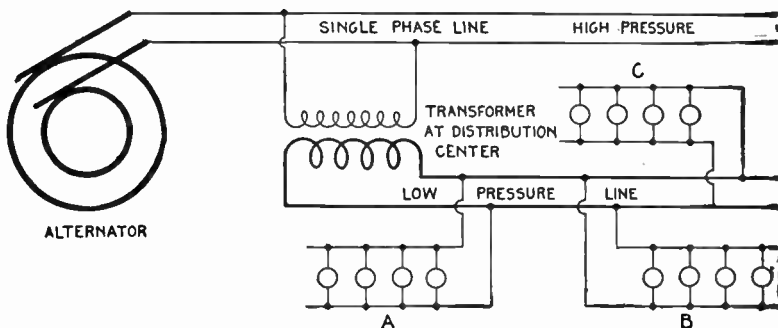 SINGLE PHASE LINE HIGH PRESSURE
C
TRANSFORMER
AT DISTRIBUTION
CENTER
LOW PRESSURE LINE
ALTERNATOR
A
B